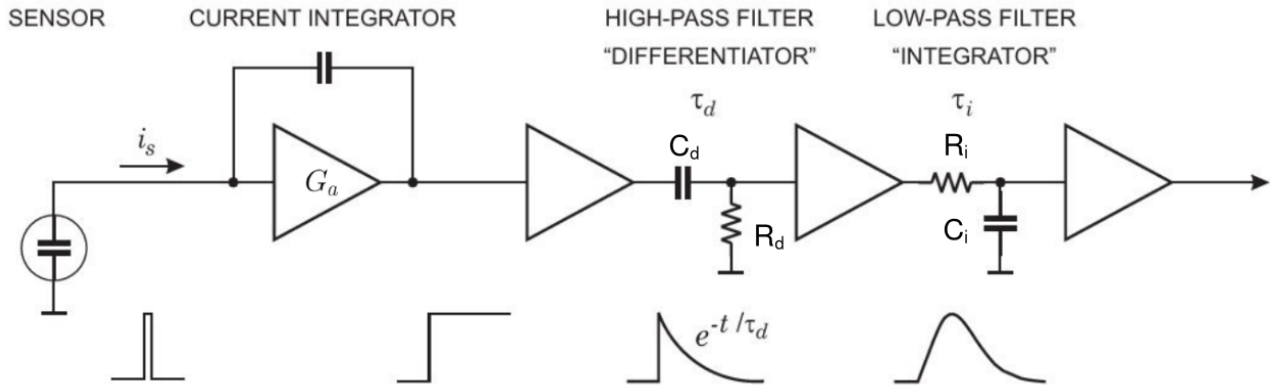 SENSOR
CURRENT INTEGRATOR
HIGH-PASS FILTER
“DIFFERENTIATOR”
LOW-PASS FILTER
“INTEGRATOR”
τd
τi
is
Ga
Cd
Rd
Ri
Ci
e-t /τd